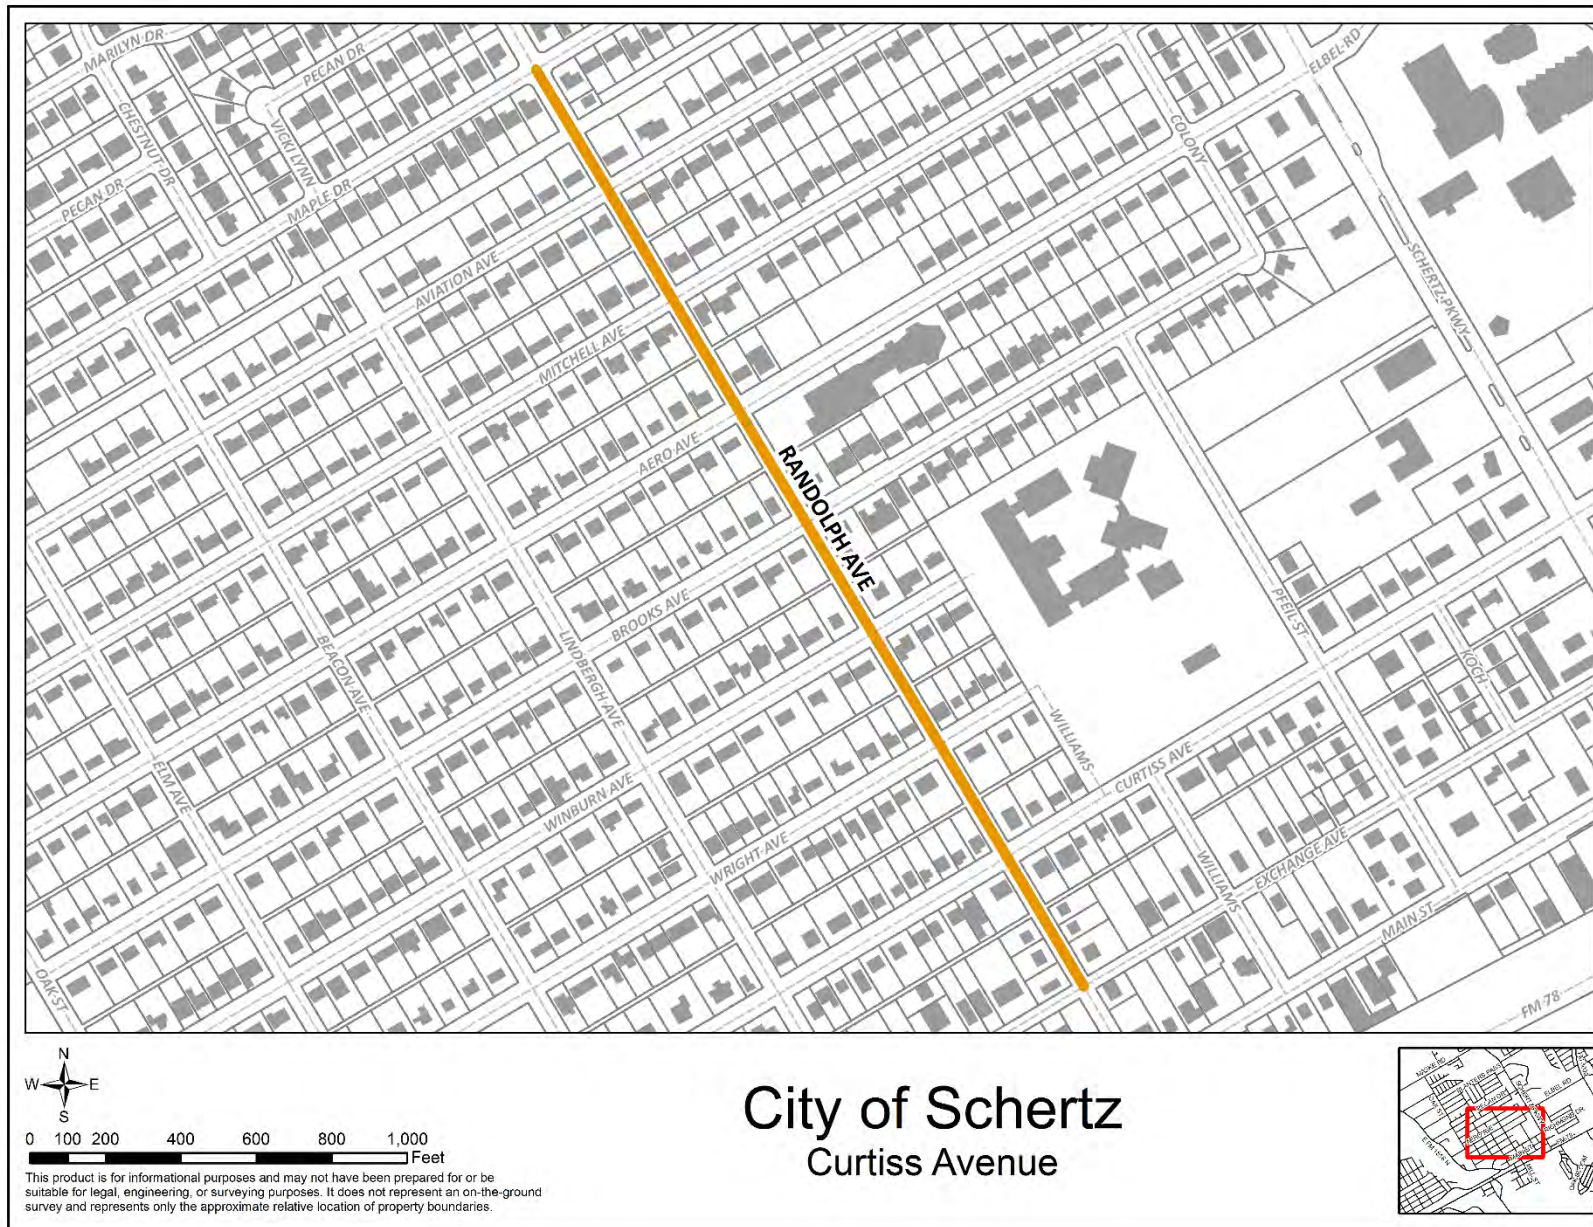 MARILYN DR
PECAN DR
ELBEL RD
CHESTNUT DR
VICKI LYNN
COLONY
PECAN DR
MAPLE DR
AVIATION AVE
SCHERTZ PKWY
MITCHELL AVE
AERO AVE
RANDOLPH AVE
BROOKS AVE
PFEIL ST
BEACON AVE
LINDBERGH AVE
KOCH
ELM AVE
WILLIAMS
CURTISS AVE
WINBURN AVE
WRIGHT AVE
WILLIAMS
EXCHANGE AVE
MAIN ST
OAK ST
FM 78
N
W E
S
0 100 200 400 600 800 1,000
Feet
This product is for informational purposes and may not have been prepared for or be
suitable for legal, engineering, or surveying purposes. It does not represent an on-the-ground
survey and represents only the approximate relative location of property boundaries.
City of Schertz
Curtiss Avenue
ELBEL RD